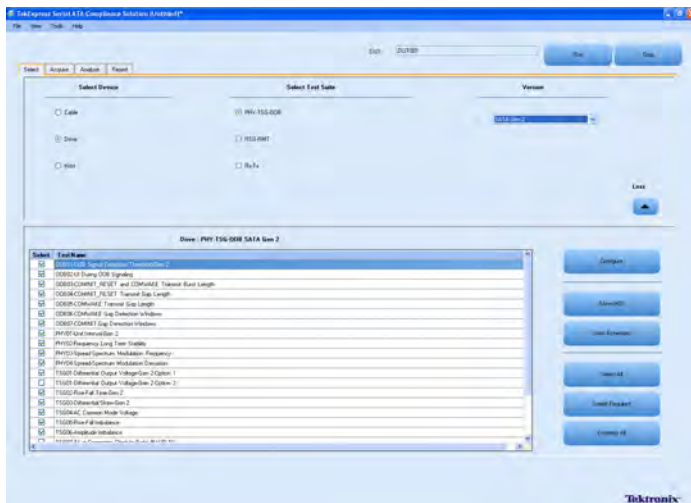 TekExpress Serial ATA Compliance Solution (Untitled)*
File View Tools Help
DUT001
Run
Stop
Select Acquire Analyze Report
Select Device
Select Test Suite
Version
Cable
PHY-TSG-OOB
SATA Gen 2
Drive
RSG-RMT
Host
Rx-Tx
Less
Drive : PHY-TSG-OOB SATA Gen 2
Select Test Name
OOB01-OOB Signal Detection Threshold-Gen 2
Configure
OOB02-UI During OOB Signaling
OOB03-COMINIT_RESET and COMWAKE Transmit Burst Length
OOB04-COMINIT_RESET Transmit Gap Length
OOB05-COMWAKE Transmit Gap Length
OOB06-COMWAKE Gap Detection Windows
OOB07-COMINIT Gap Detection Windows
PHY01-Unit Interval-Gen 2
PHY02-Frequency Long Term Stability
PHY03-Spread Spectrum Modulation Frequency
PHY04-Spread Spectrum Modulation Deviation
TSG01-Differential Output Voltage-Gen 2 Option 1
Select All
TSG01-Differential Output Voltage-Gen 2 Option 2
TSG02-Rise Fall Time-Gen 2
TSG03-Differential Skew-Gen 2
Select Required
TSG04-AC Common Mode Voltage
TSG05-Rise Fall Imbalance
TSG06-Amplitude Imbalance
Tektronix